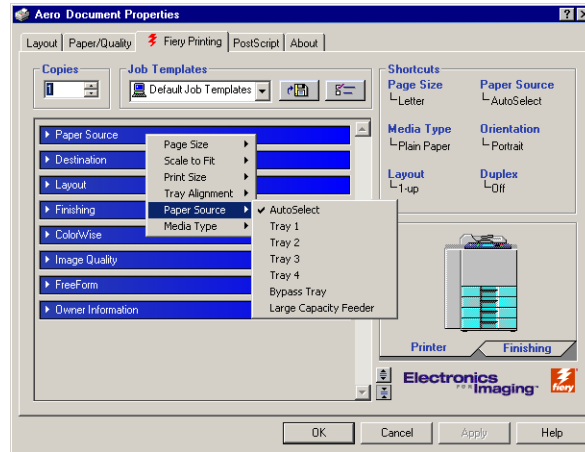 Aero Document Properties
Layout
Paper/Quality
Fiery Printing
PostScript
About
Copies
1
Job Templates
Default Job Templates
Paper Source
Destination
Layout
Finishing
ColorWise
Image Quality
FreeForm
Owner Information
Page Size
Scale to Fit
Print Size
Tray Alignment
Paper Source
Media Type
AutoSelect
Tray 1
Tray 2
Tray 3
Tray 4
Bypass Tray
Large Capacity Feeder
Shortcuts
Page Size
Letter
Paper Source
AutoSelect
Media Type
Plain Paper
Orientation
Portrait
Layout
1-up
Duplex
Off
Printer
Finishing
Electronics
FOR Imaging
fiery
OK
Cancel
Apply
Help